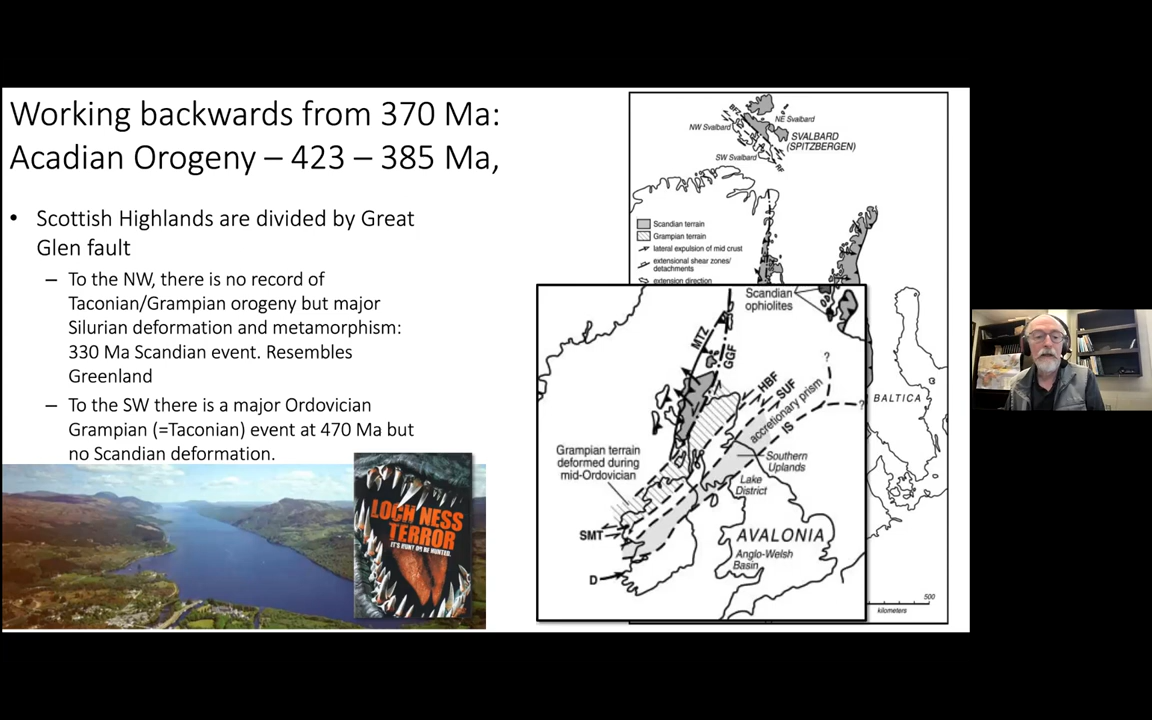 Working backwards from 370 Ma:
Acadian Orogeny – 423 – 385 Ma,
• Scottish Highlands are divided by Great
Glen fault
– To the NW, there is no record of
Taconian/Grampian orogeny but major
Silurian deformation and metamorphism:
330 Ma Scandian event. Resembles
Greenland
– To the SW there is a major Ordovician
Grampian (=Taconian) event at 470 Ma but
no Scandian deformation.
LOCH NESS
TERROR
IT'S HUNT OR BE HUNTED.
NE Svalbard
NW Svalbard
SVALBARD
(SPITZBERGEN)
SW Svalbard
Scandian terrain
Grampian terrain
lateral expulsion of mid crust
extensional shear zones/
detachments
extension direction
Scandian
ophiolites
MTZ
GGF
HBF
SUF
accretionary prism
IS
?
?
BALTICA
G
Grampian terrain
deformed during
mid-Ordovician
Southern
Uplands
Lake
District
SMT
AVALONIA
Anglo-Welsh
Basin
D
500
kilometers